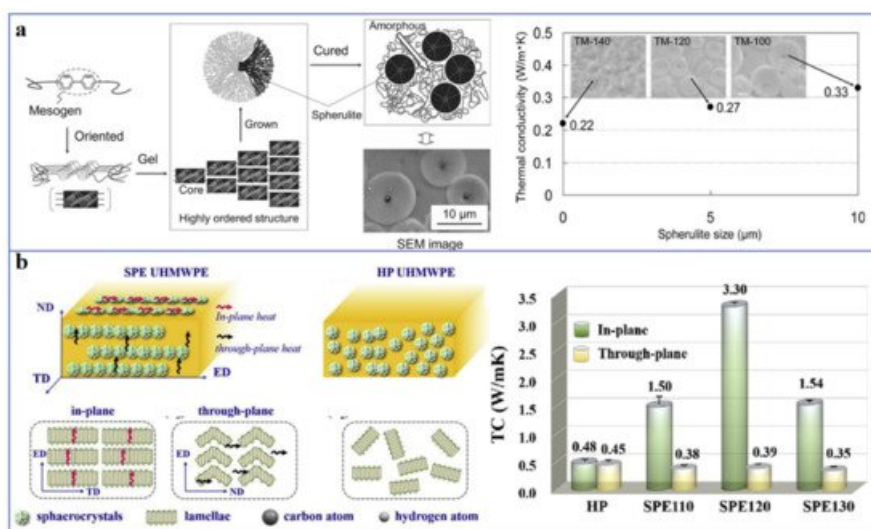 a
Mesogen
Oriented
Gel
Core
Highly ordered structure
Grown
Cured
Spherulite
Amorphous
10 μm
SEM image
Thermal conductivity (W/m•K)
0.5
0.4
0.3
0.2
0.1
0
TM-140
TM-120
TM-100
0.22
0.27
0.33
0
5
10
Spherulite size (μm)
b
SPE UHMWPE
HP UHMWPE
ND
In-plane heat
through-plane heat
TD
ED
in-plane
through-plane
ED
TD
ED
ND
sphaerocrystals
lamellae
carbon atom
hydrogen atom
TC (W/mK)
3.5
3.0
2.5
2.0
1.5
1.0
0.5
0.0
In-plane
Through-plane
0.48
0.45
1.50
0.38
3.30
0.39
1.54
0.35
HP
SPE110
SPE120
SPE130